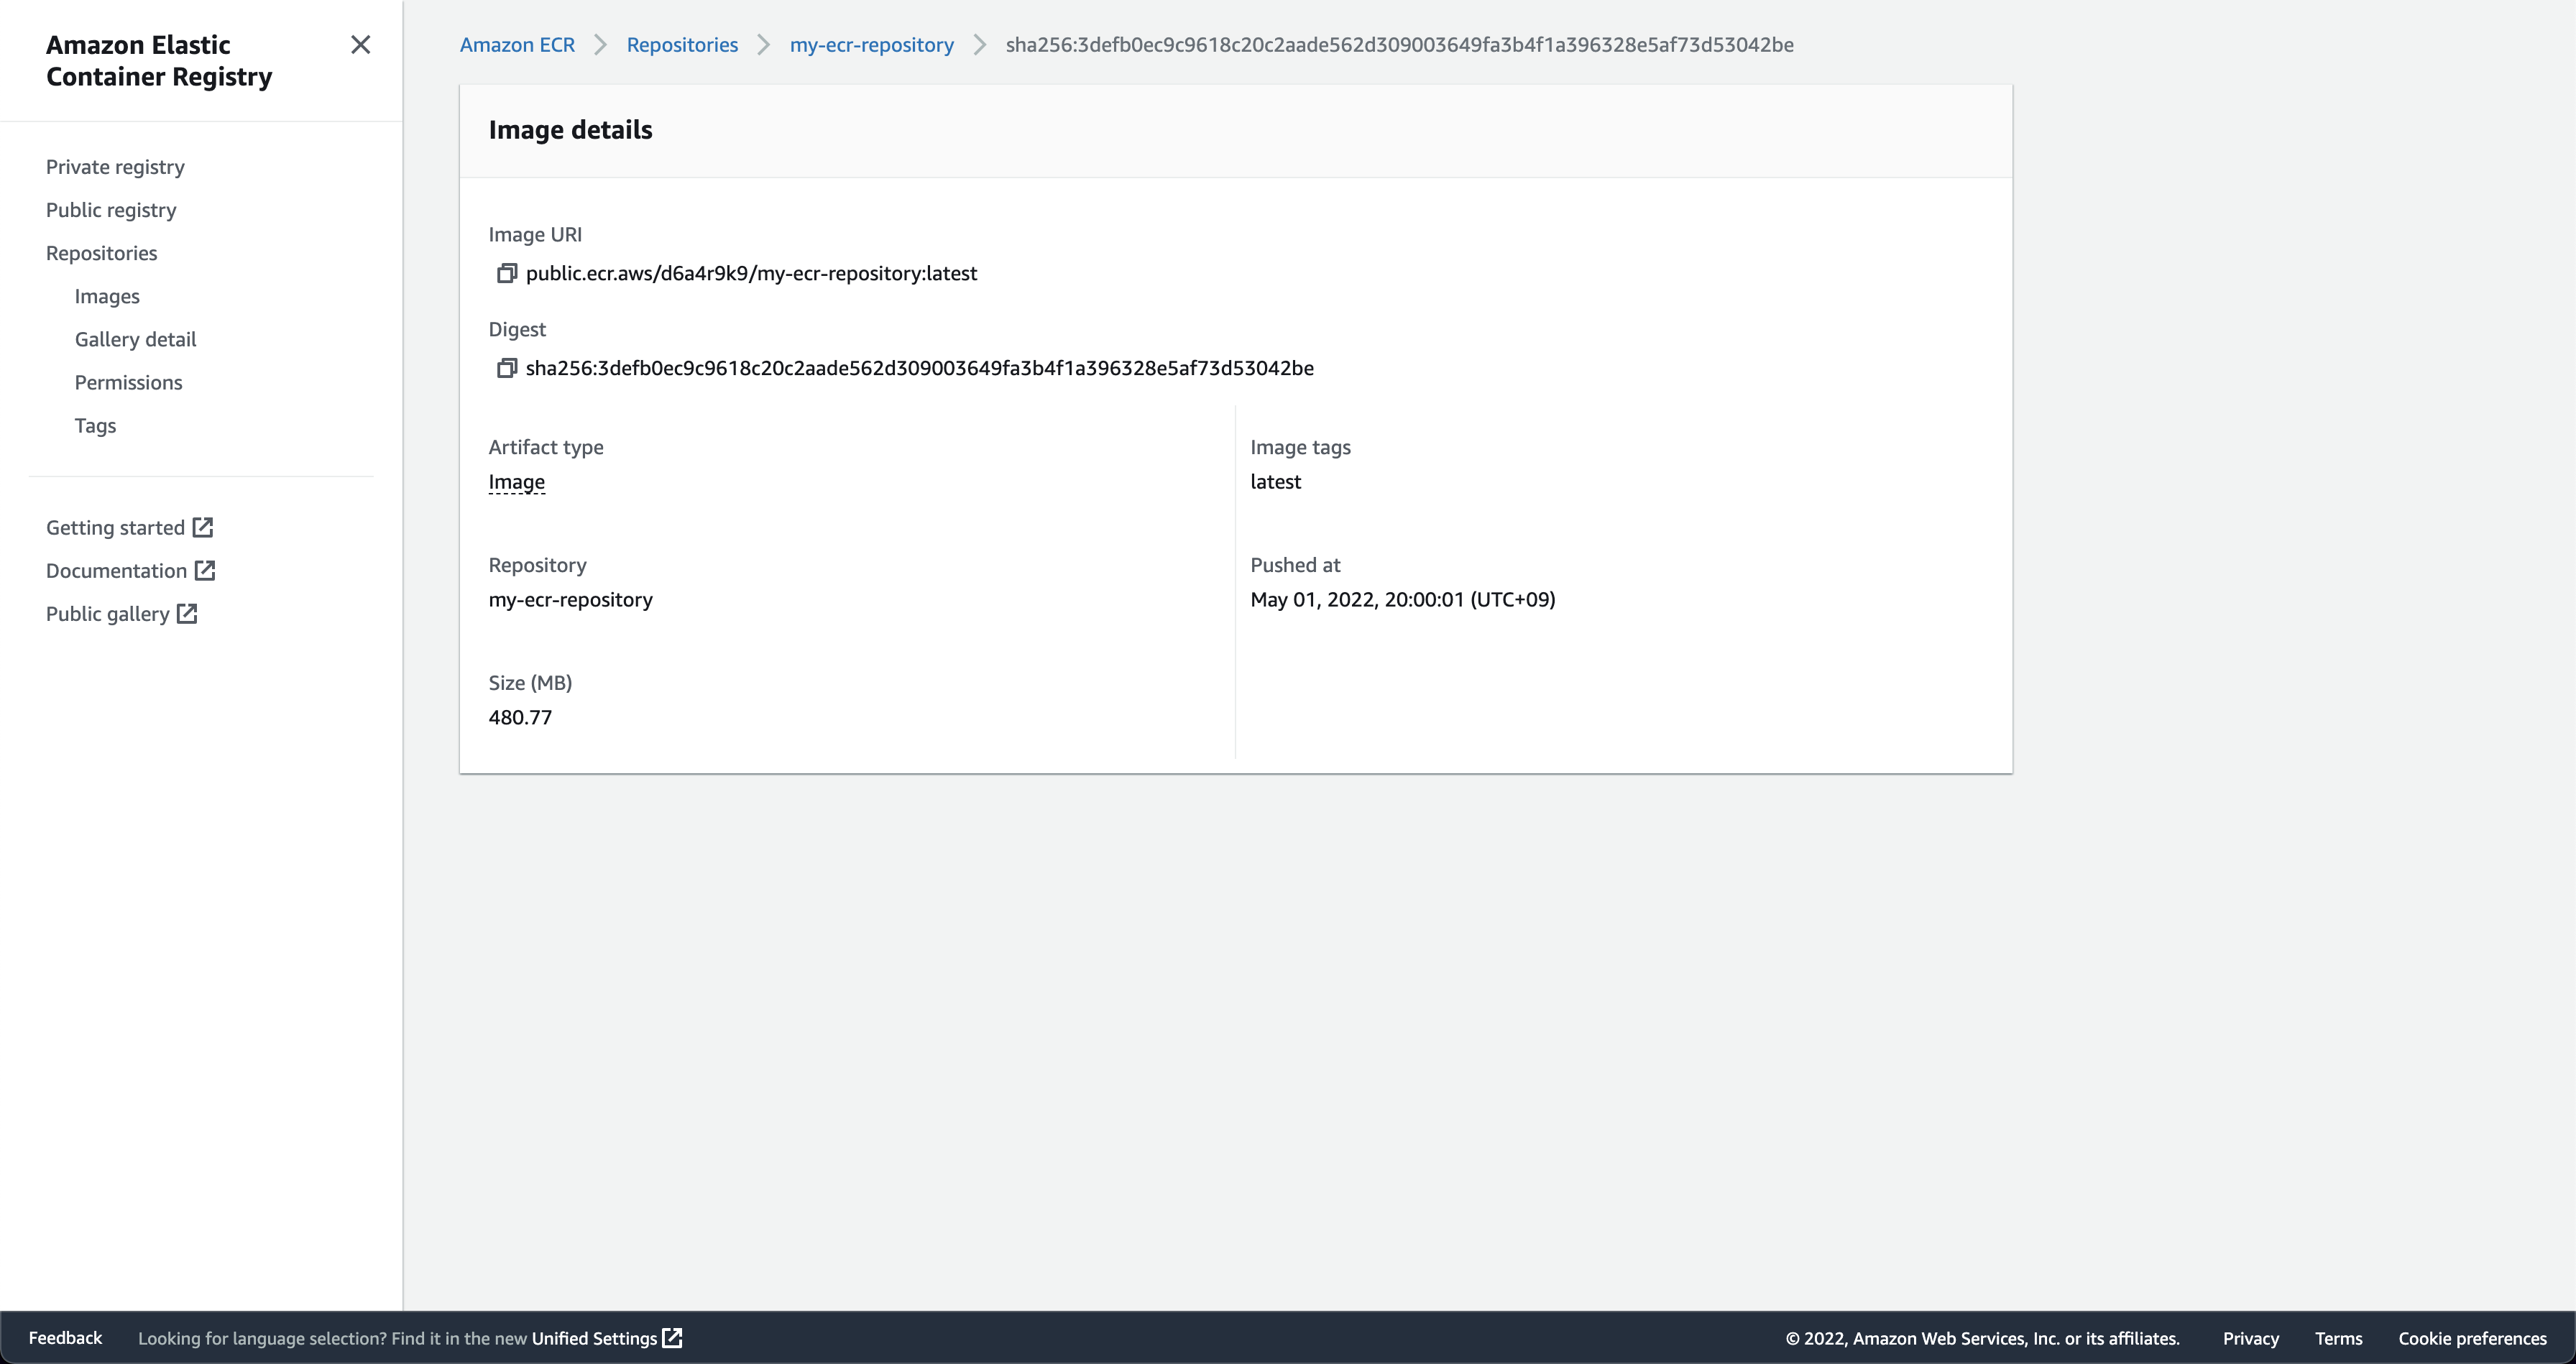 Amazon Elastic
Container Registry
Private registry
Public registry
Repositories
Images
Gallery detail
Permissions
Tags
Getting started
Documentation
Public gallery
Amazon ECR Repositories my-ecr-repository sha256:3defb0ec9c9618c20c2aade562d309003649fa3b4f1a396328e5af73d53042be
Image details
Image URI
public.ecr.aws/d6a4r9k9/my-ecr-repository:latest
Digest
sha256:3defb0ec9c9618c20c2aade562d309003649fa3b4f1a396328e5af73d53042be
Artifact type
Image
Image tags
latest
Repository
my-ecr-repository
Pushed at
May 01, 2022, 20:00:01 (UTC+09)
Size (MB)
480.77
Feedback Looking for language selection? Find it in the new Unified Settings © 2022, Amazon Web Services, Inc. or its affiliates. Privacy Terms Cookie preferences